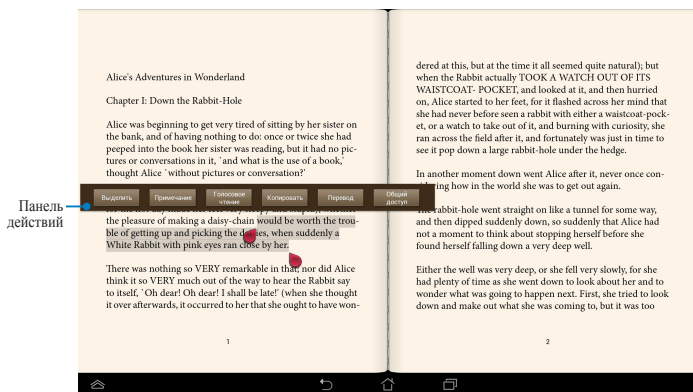 Alice's Adventures in Wonderland
Chapter I: Down the Rabbit-Hole
Alice was beginning to get very tired of sitting by her sister on
the bank, and of having nothing to do: once or twice she had
peeped into the book her sister was reading, but it had no pic-
tures or conversations in it, `and what is the use of a book,'
thought Alice `without pictures or conversation?'
Панель
действий
Выделить
Примечание
Голосовое
чтение
Копировать
Перевод
Общий
доступ
the pleasure of making a daisy-chain would be worth the trou-
ble of getting up and picking the daisies, when suddenly a
White Rabbit with pink eyes ran close by her.
There was nothing so VERY remarkable in that; nor did Alice
think it so VERY much out of the way to hear the Rabbit say
to itself, `Oh dear! Oh dear! I shall be late!' (when she thought
it over afterwards, it occurred to her that she ought to have won-
1
dered at this, but at the time it all seemed quite natural); but
when the Rabbit actually TOOK A WATCH OUT OF ITS
WAISTCOAT- POCKET, and looked at it, and then hurried
on, Alice started to her feet, for it flashed across her mind that
she had never before seen a rabbit with either a waistcoat-pock-
et, or a watch to take out of it, and burning with curiosity, she
ran across the field after it, and fortunately was just in time to
see it pop down a large rabbit-hole under the hedge.
In another moment down went Alice after it, never once con-
how in the world she was to get out again.
The rabbit-hole went straight on like a tunnel for some way,
and then dipped suddenly down, so suddenly that Alice had
not a moment to think about stopping herself before she
found herself falling down a very deep well.
Either the well was very deep, or she fell very slowly, for she
had plenty of time as she went down to look about her and to
wonder what was going to happen next. First, she tried to look
down and make out what she was coming to, but it was too
2